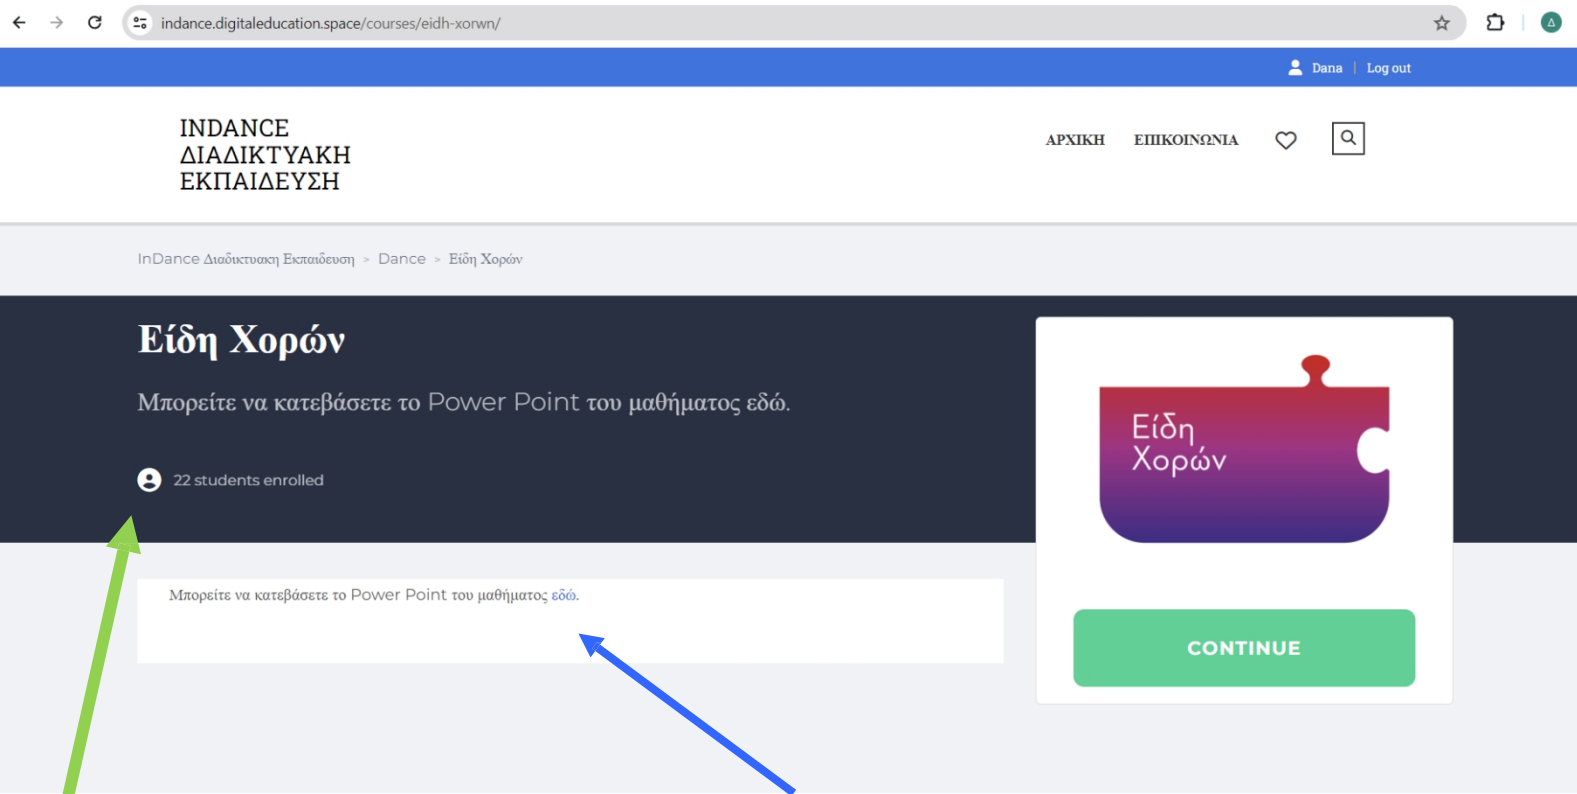 indance.digitaleducation.space/courses/eidh-xorwn/
Δ
Dana | Log out
INDANCE
ΔΙΑΔΙΚΤΥΑΚΗ
ΕΚΠΑΙΔΕΥΣΗ
ΑΡΧΙΚΗ ΕΠΙΚΟΙΝΩΝΙΑ
InDance Διαδικτυακη Εκπαιδευση > Dance > Είδη Χορών
Είδη Χορών
Μπορείτε να κατεβάσετε το Power Point του μαθήματος εδώ.
22 students enrolled
Είδη
Χορών
Μπορείτε να κατεβάσετε το Power Point του μαθήματος εδώ.
CONTINUE